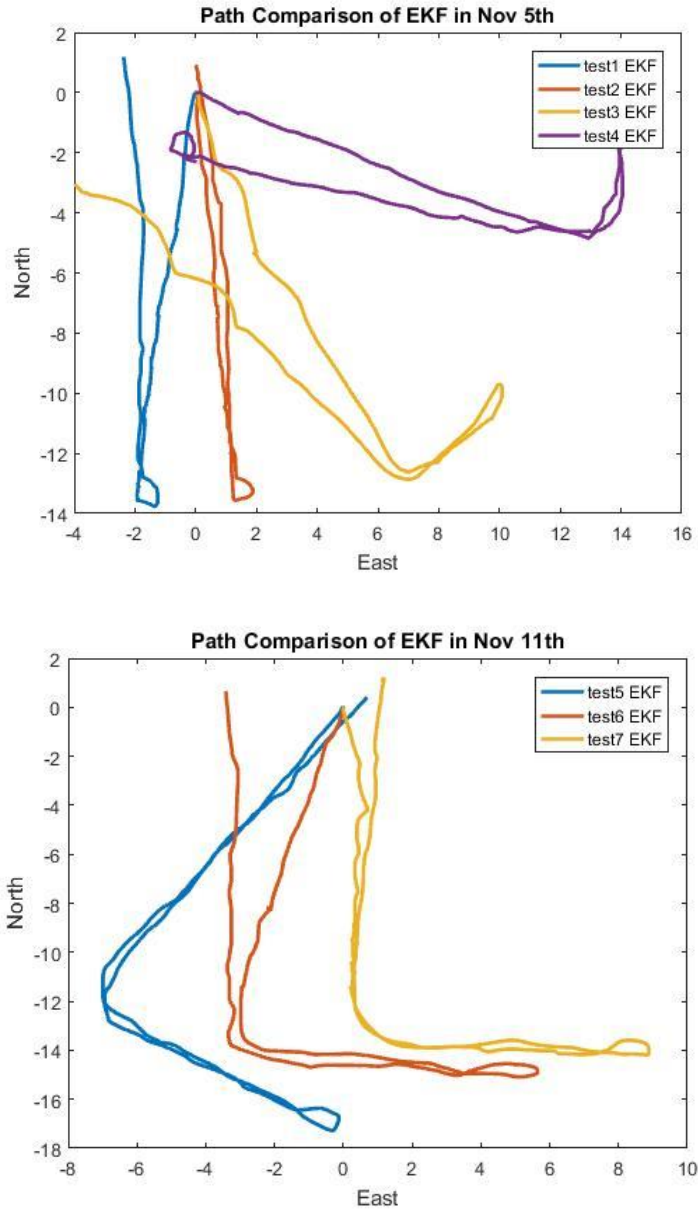 Path Comparison of EKF in Nov 5th
2
0
-2
-4
-6
-8
-10
-12
-14
North
test1 EKF
test2 EKF
test3 EKF
test4 EKF
-4 -2 0 2 4 6 8 10 12 14 16
East
Path Comparison of EKF in Nov 11th
2
0
-2
-4
-6
-8
-10
-12
-14
-16
-18
North
test5 EKF
test6 EKF
test7 EKF
-8 -6 -4 -2 0 2 4 6 8 10
East